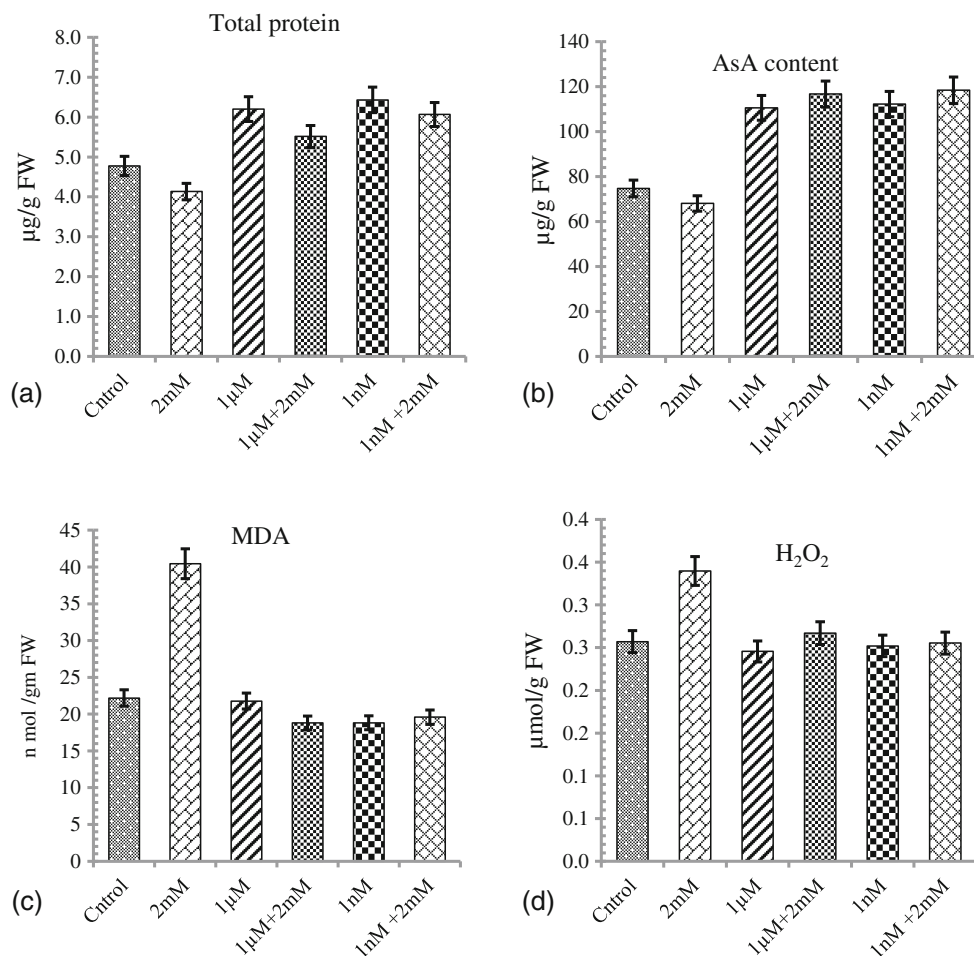 Total protein
8.0
7.0
6.0
5.0
4.0
3.0
2.0
1.0
0.0
µg/g FW
Cntrol
2mM
1µM
1µM+2mM
1nM
1nM +2mM
(a)
AsA content
140
120
100
80
60
40
20
0
µg/g FW
Cntrol
2mM
1µM
1µM+2mM
1nM
1nM +2mM
(b)
MDA
45
40
35
30
25
20
15
10
5
0
n mol /gm FW
Cntrol
2mM
1µM
1µM+2mM
1nM
1nM +2mM
(c)
H₂O₂
0.4
0.4
0.3
0.3
0.2
0.2
0.1
0.1
0.0
µmol/g FW
Cntrol
2mM
1µM
1µM+2mM
1nM
1nM +2mM
(d)